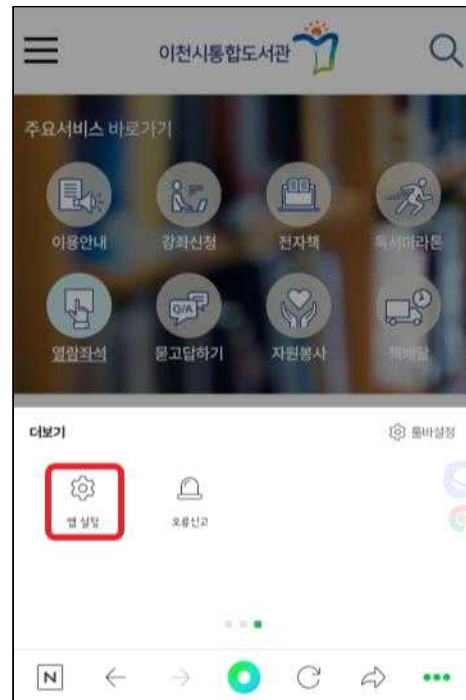 이천시통합도서관
주요서비스 바로가기
이용안내 강좌신청 전자책 독서마라톤
Q/A
열람좌석 묻고답하기 자원봉사 책배달
더보기 툴바설정
앱 설정 오류신고
N